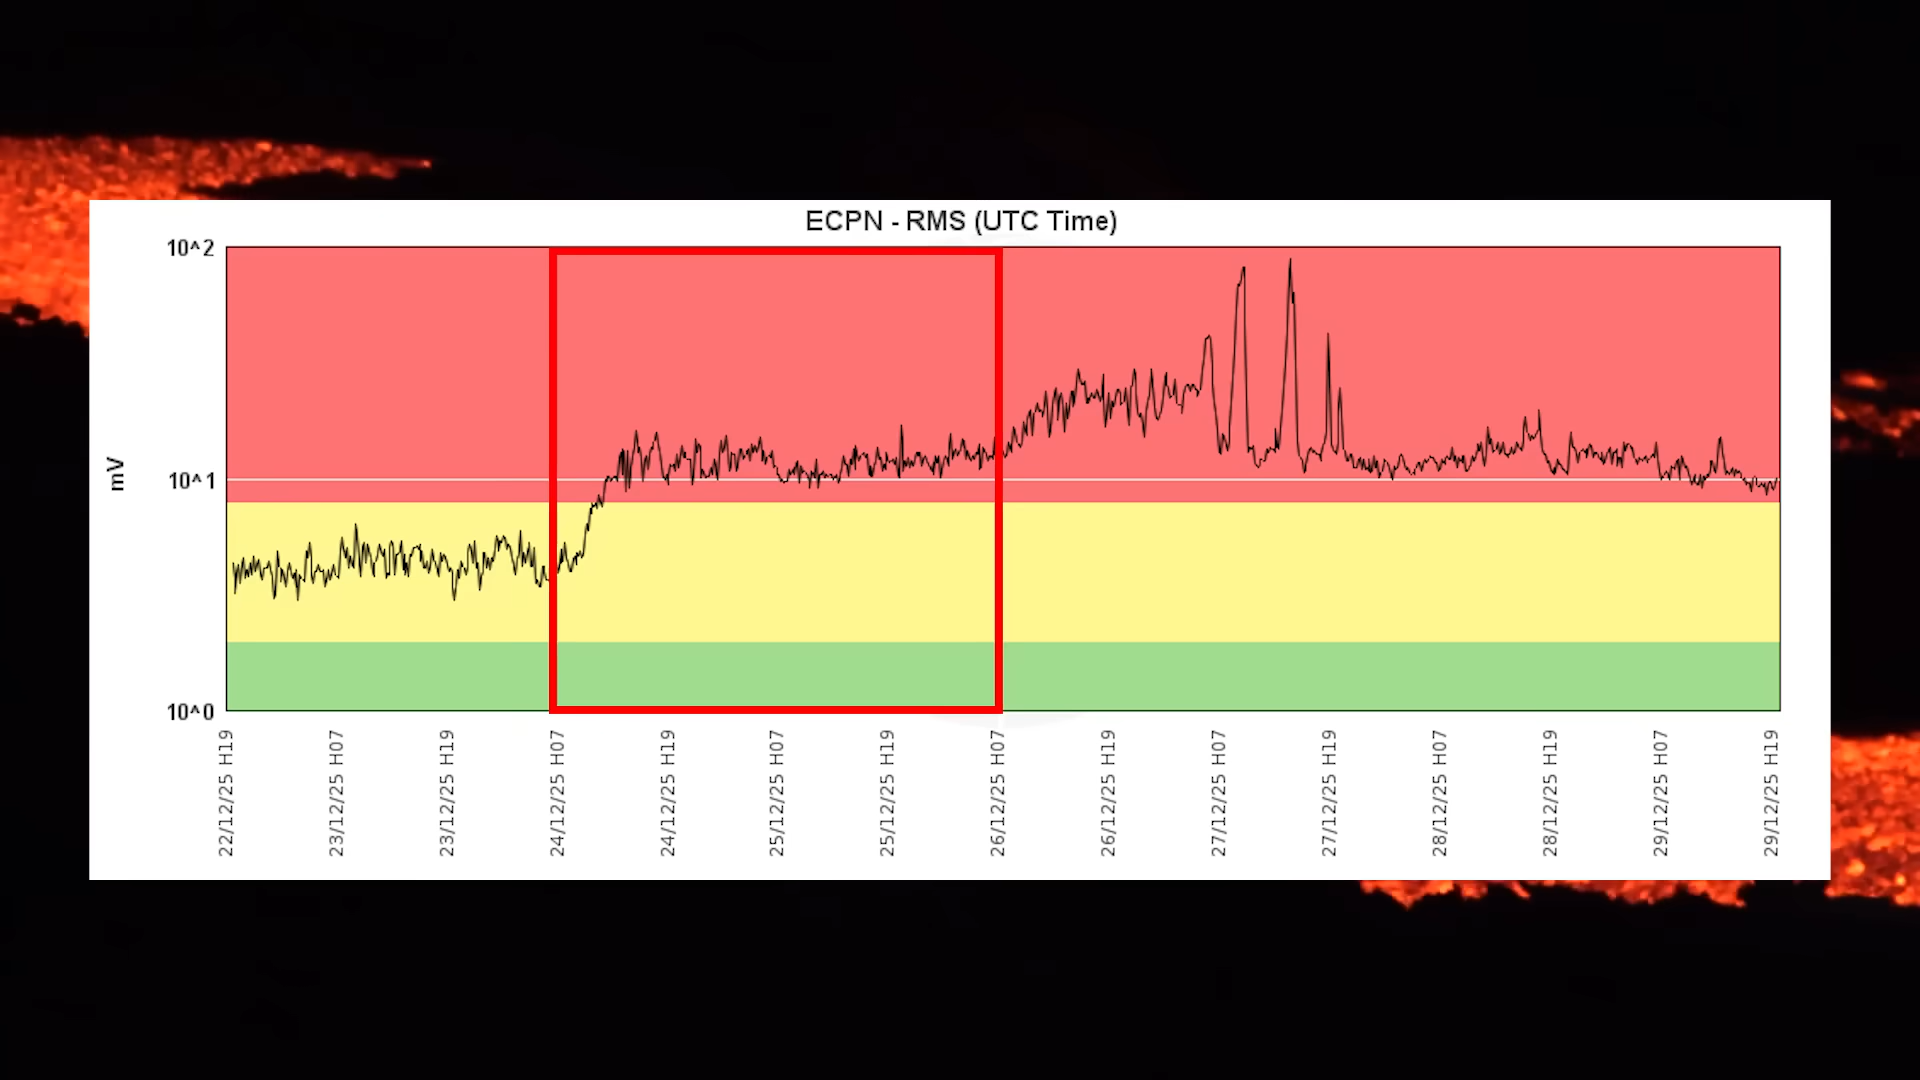 ECPN - RMS (UTC Time)
10^2
10^1
10^0
mV
22/12/25 H19
23/12/25 H07
23/12/25 H19
24/12/25 H07
24/12/25 H19
25/12/25 H07
25/12/25 H19
26/12/25 H07
26/12/25 H19
27/12/25 H07
27/12/25 H19
28/12/25 H07
28/12/25 H19
29/12/25 H07
29/12/25 H19